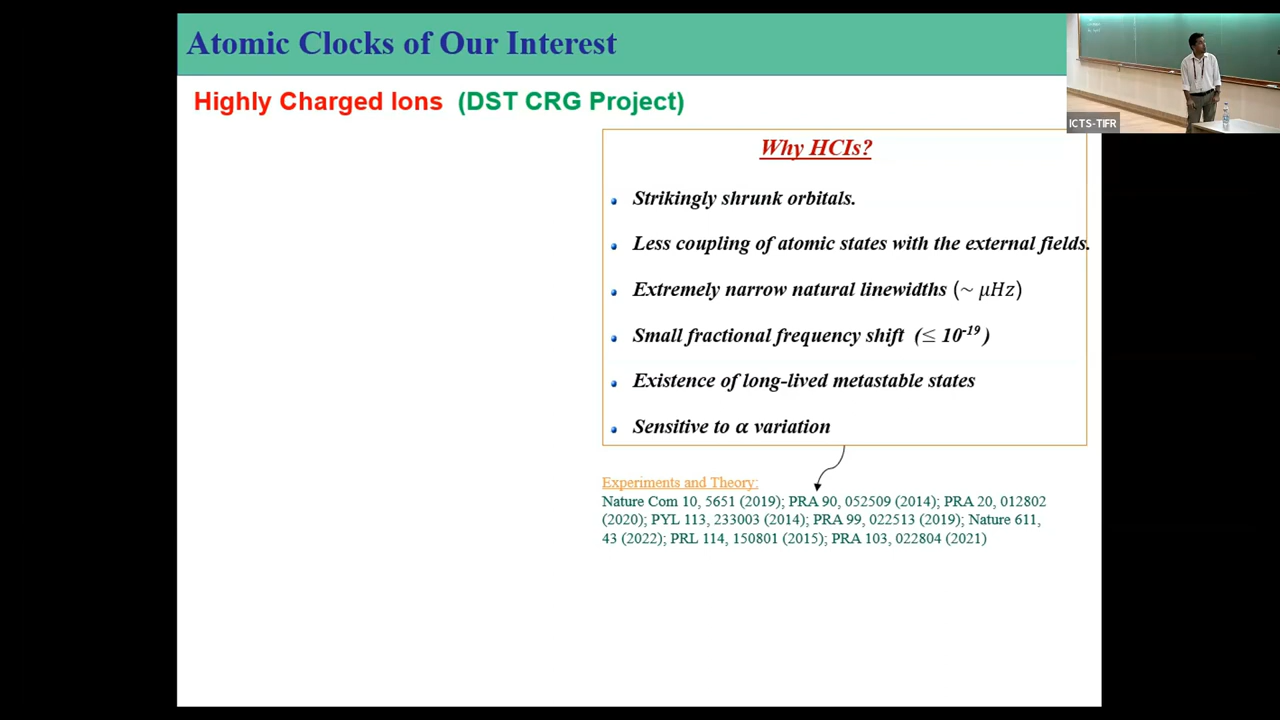 Atomic Clocks of Our Interest
Highly Charged Ions (DST CRG Project)
ICTS-TIFR
Why HCIs?
Strikingly shrunk orbitals.
Less coupling of atomic states with the external fields.
Extremely narrow natural linewidths (~ μHz)
Small fractional frequency shift (≤ 10⁻¹⁹)
Existence of long-lived metastable states
Sensitive to α variation
Experiments and Theory:
Nature Com 10, 5651 (2019); PRA 90, 052509 (2014); PRA 20, 012802
(2020); PYL 113, 233003 (2014); PRA 99, 022513 (2019); Nature 611,
43 (2022); PRL 114, 150801 (2015); PRA 103, 022804 (2021)